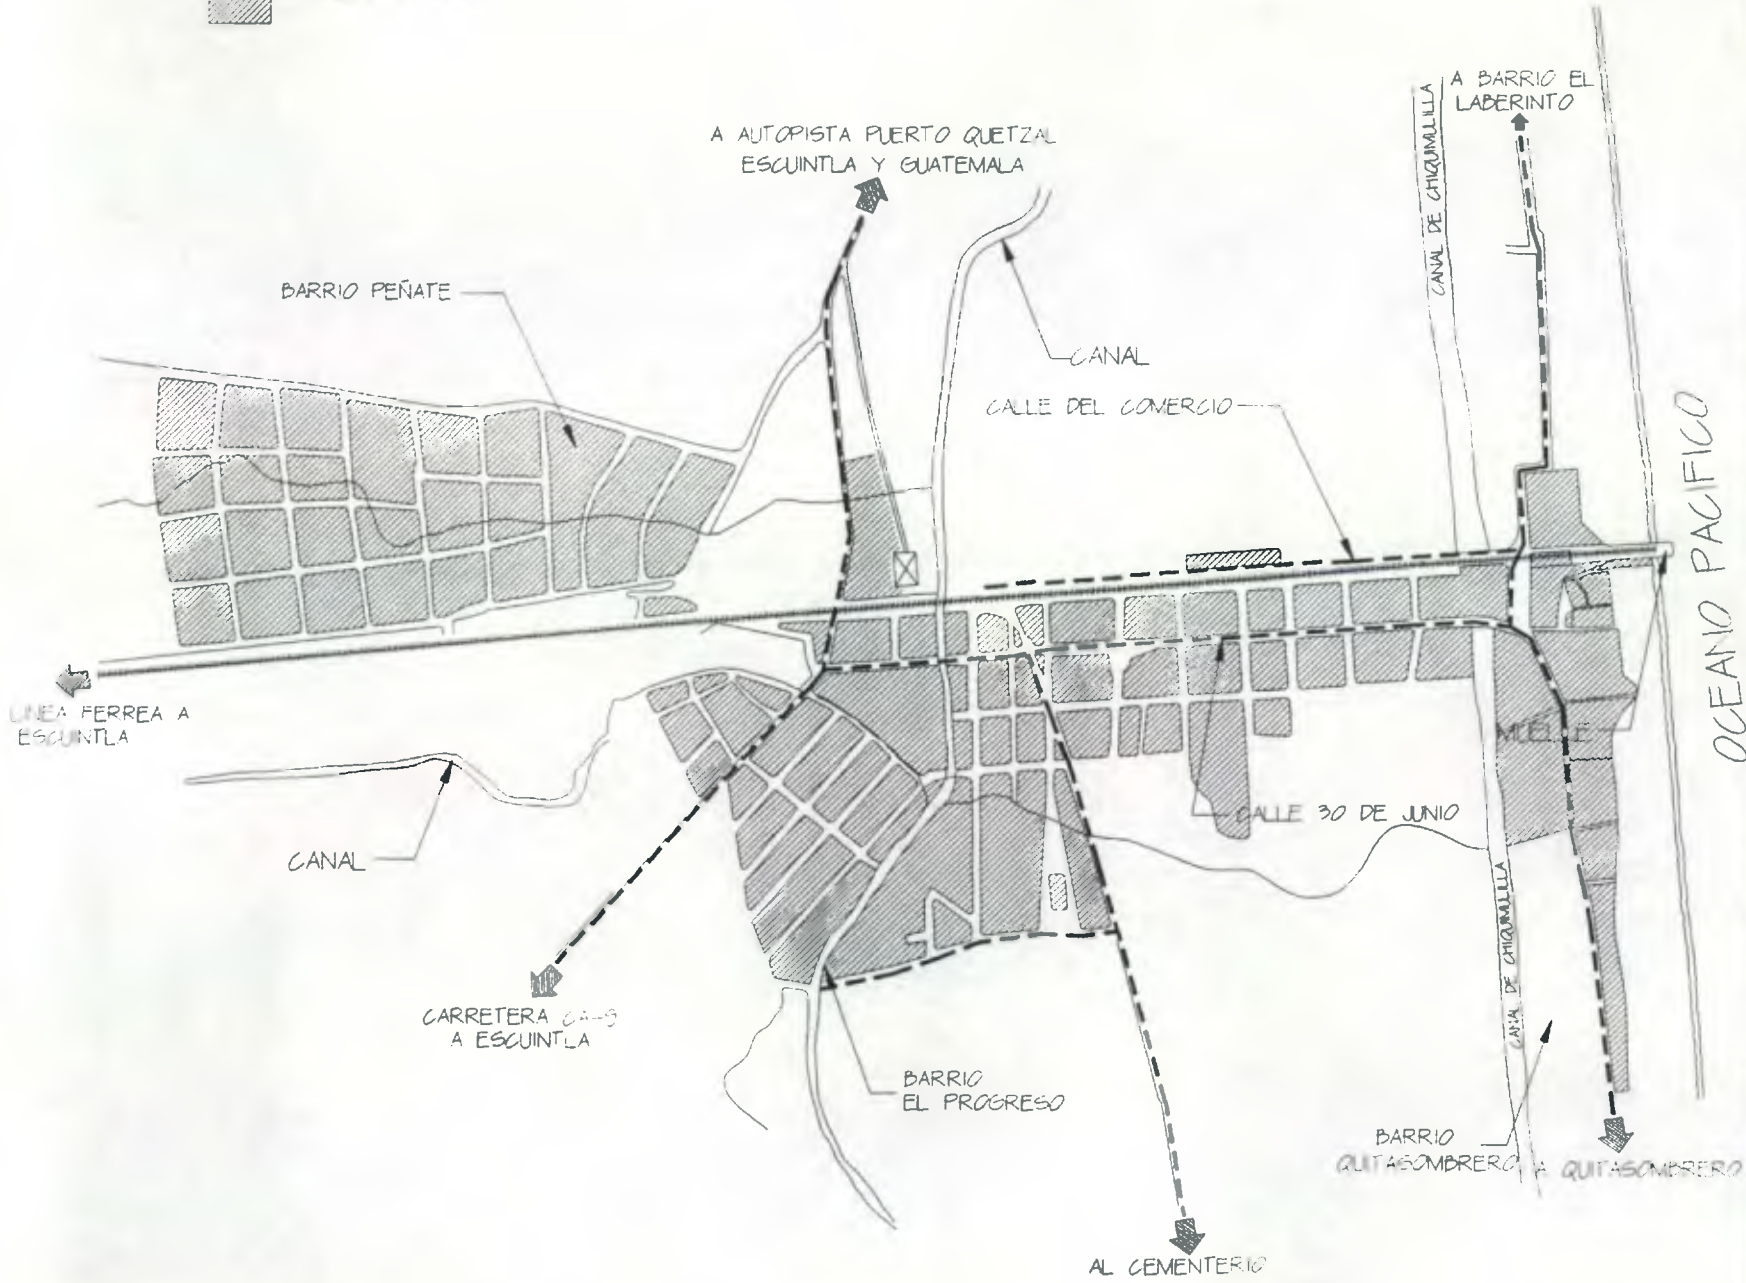 A BARRIO EL
LABERINTO
CANAL DE CHIQUIMULILLA
A AUTOPISTA PUERTO QUETZAL
ESCUINTLA Y GUATEMALA
BARRIO PEÑATE
CANAL
CALLE DEL COMERCIO
OCEANO PACIFICO
LINEA FERREA A
ESCUINTLA
MUELLE
CALLE 30 DE JUNIO
CANAL
CANAL DE CHIQUIMULILLA
CARRETERA CA-9
A ESCUINTLA
BARRIO
EL PROGRESO
BARRIO
QUITASOMBRERO
A QUITASOMBRERO
AL CEMENTERIO